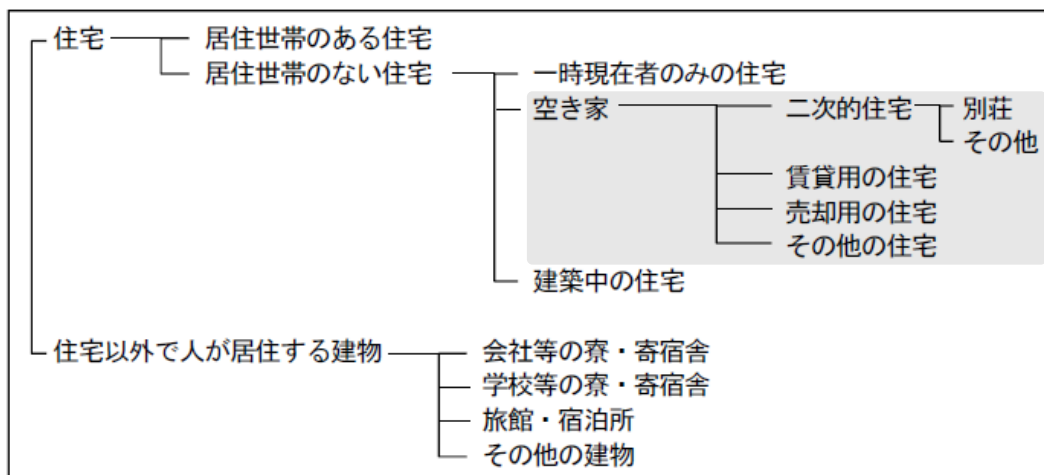 住宅 居住世帯のある住宅
居住世帯のない住宅 一時現在者のみの住宅
空き家 二次的住宅 別荘
その他
賃貸用の住宅
売却用の住宅
その他の住宅
建築中の住宅
住宅以外で人が居住する建物 会社等の寮・寄宿舎
学校等の寮・寄宿舎
旅館・宿泊所
その他の建物